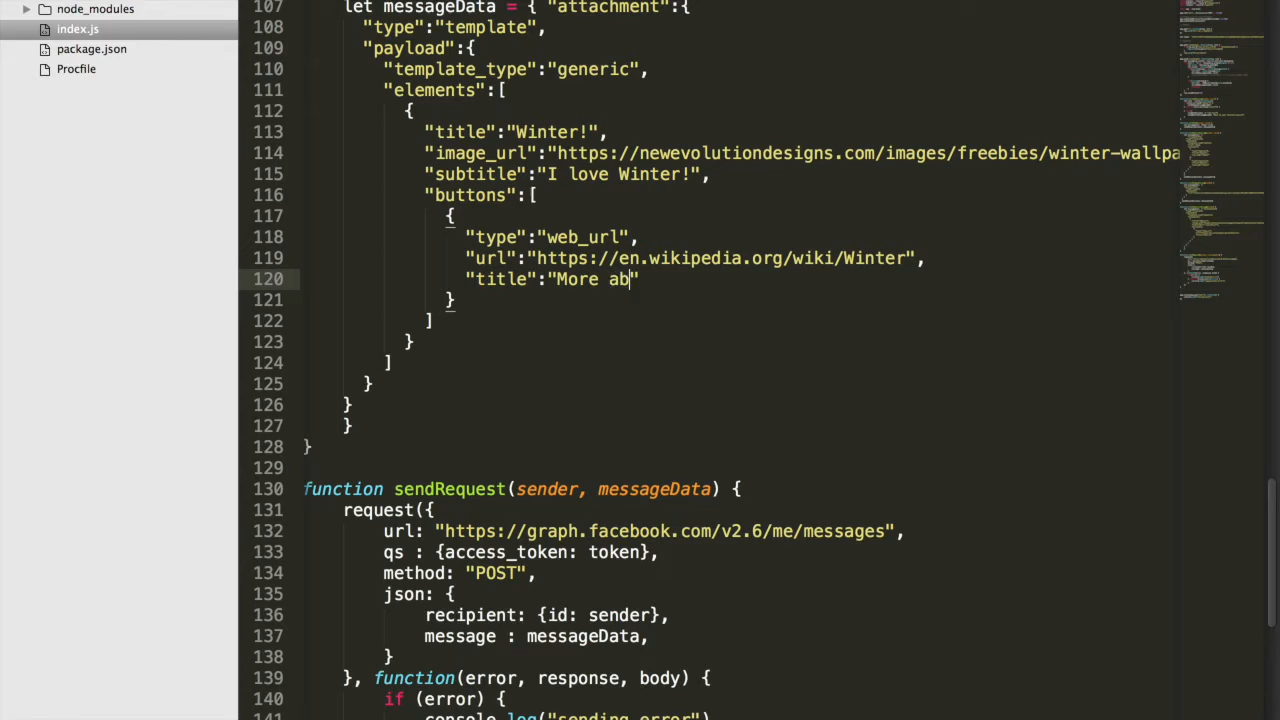 node_modules
index.js
package.json
Procfile
107 let messageData = { "attachment":{
108 "type":"template",
109 "payload":{
110 "template_type":"generic",
111 "elements":[
112 {
113 "title":"Winter!",
114 "image_url":"https://newevolutiondesigns.com/images/freebies/winter-wallpa
115 "subtitle":"I love Winter!",
116 "buttons":[
117 {
118 "type":"web_url",
119 "url":"https://en.wikipedia.org/wiki/Winter",
120 "title":"More ab"
121 }
122 ]
123 }
124 ]
125 }
126 }
127 }
128 }
129
130 function sendRequest(sender, messageData) {
131 request({
132 url: "https://graph.facebook.com/v2.6/me/messages",
133 qs : {access_token: token},
134 method: "POST",
135 json: {
136 recipient: {id: sender},
137 message : messageData,
138 }
139 }, function(error, response, body) {
140 if (error) {
141 console.log("sending error")